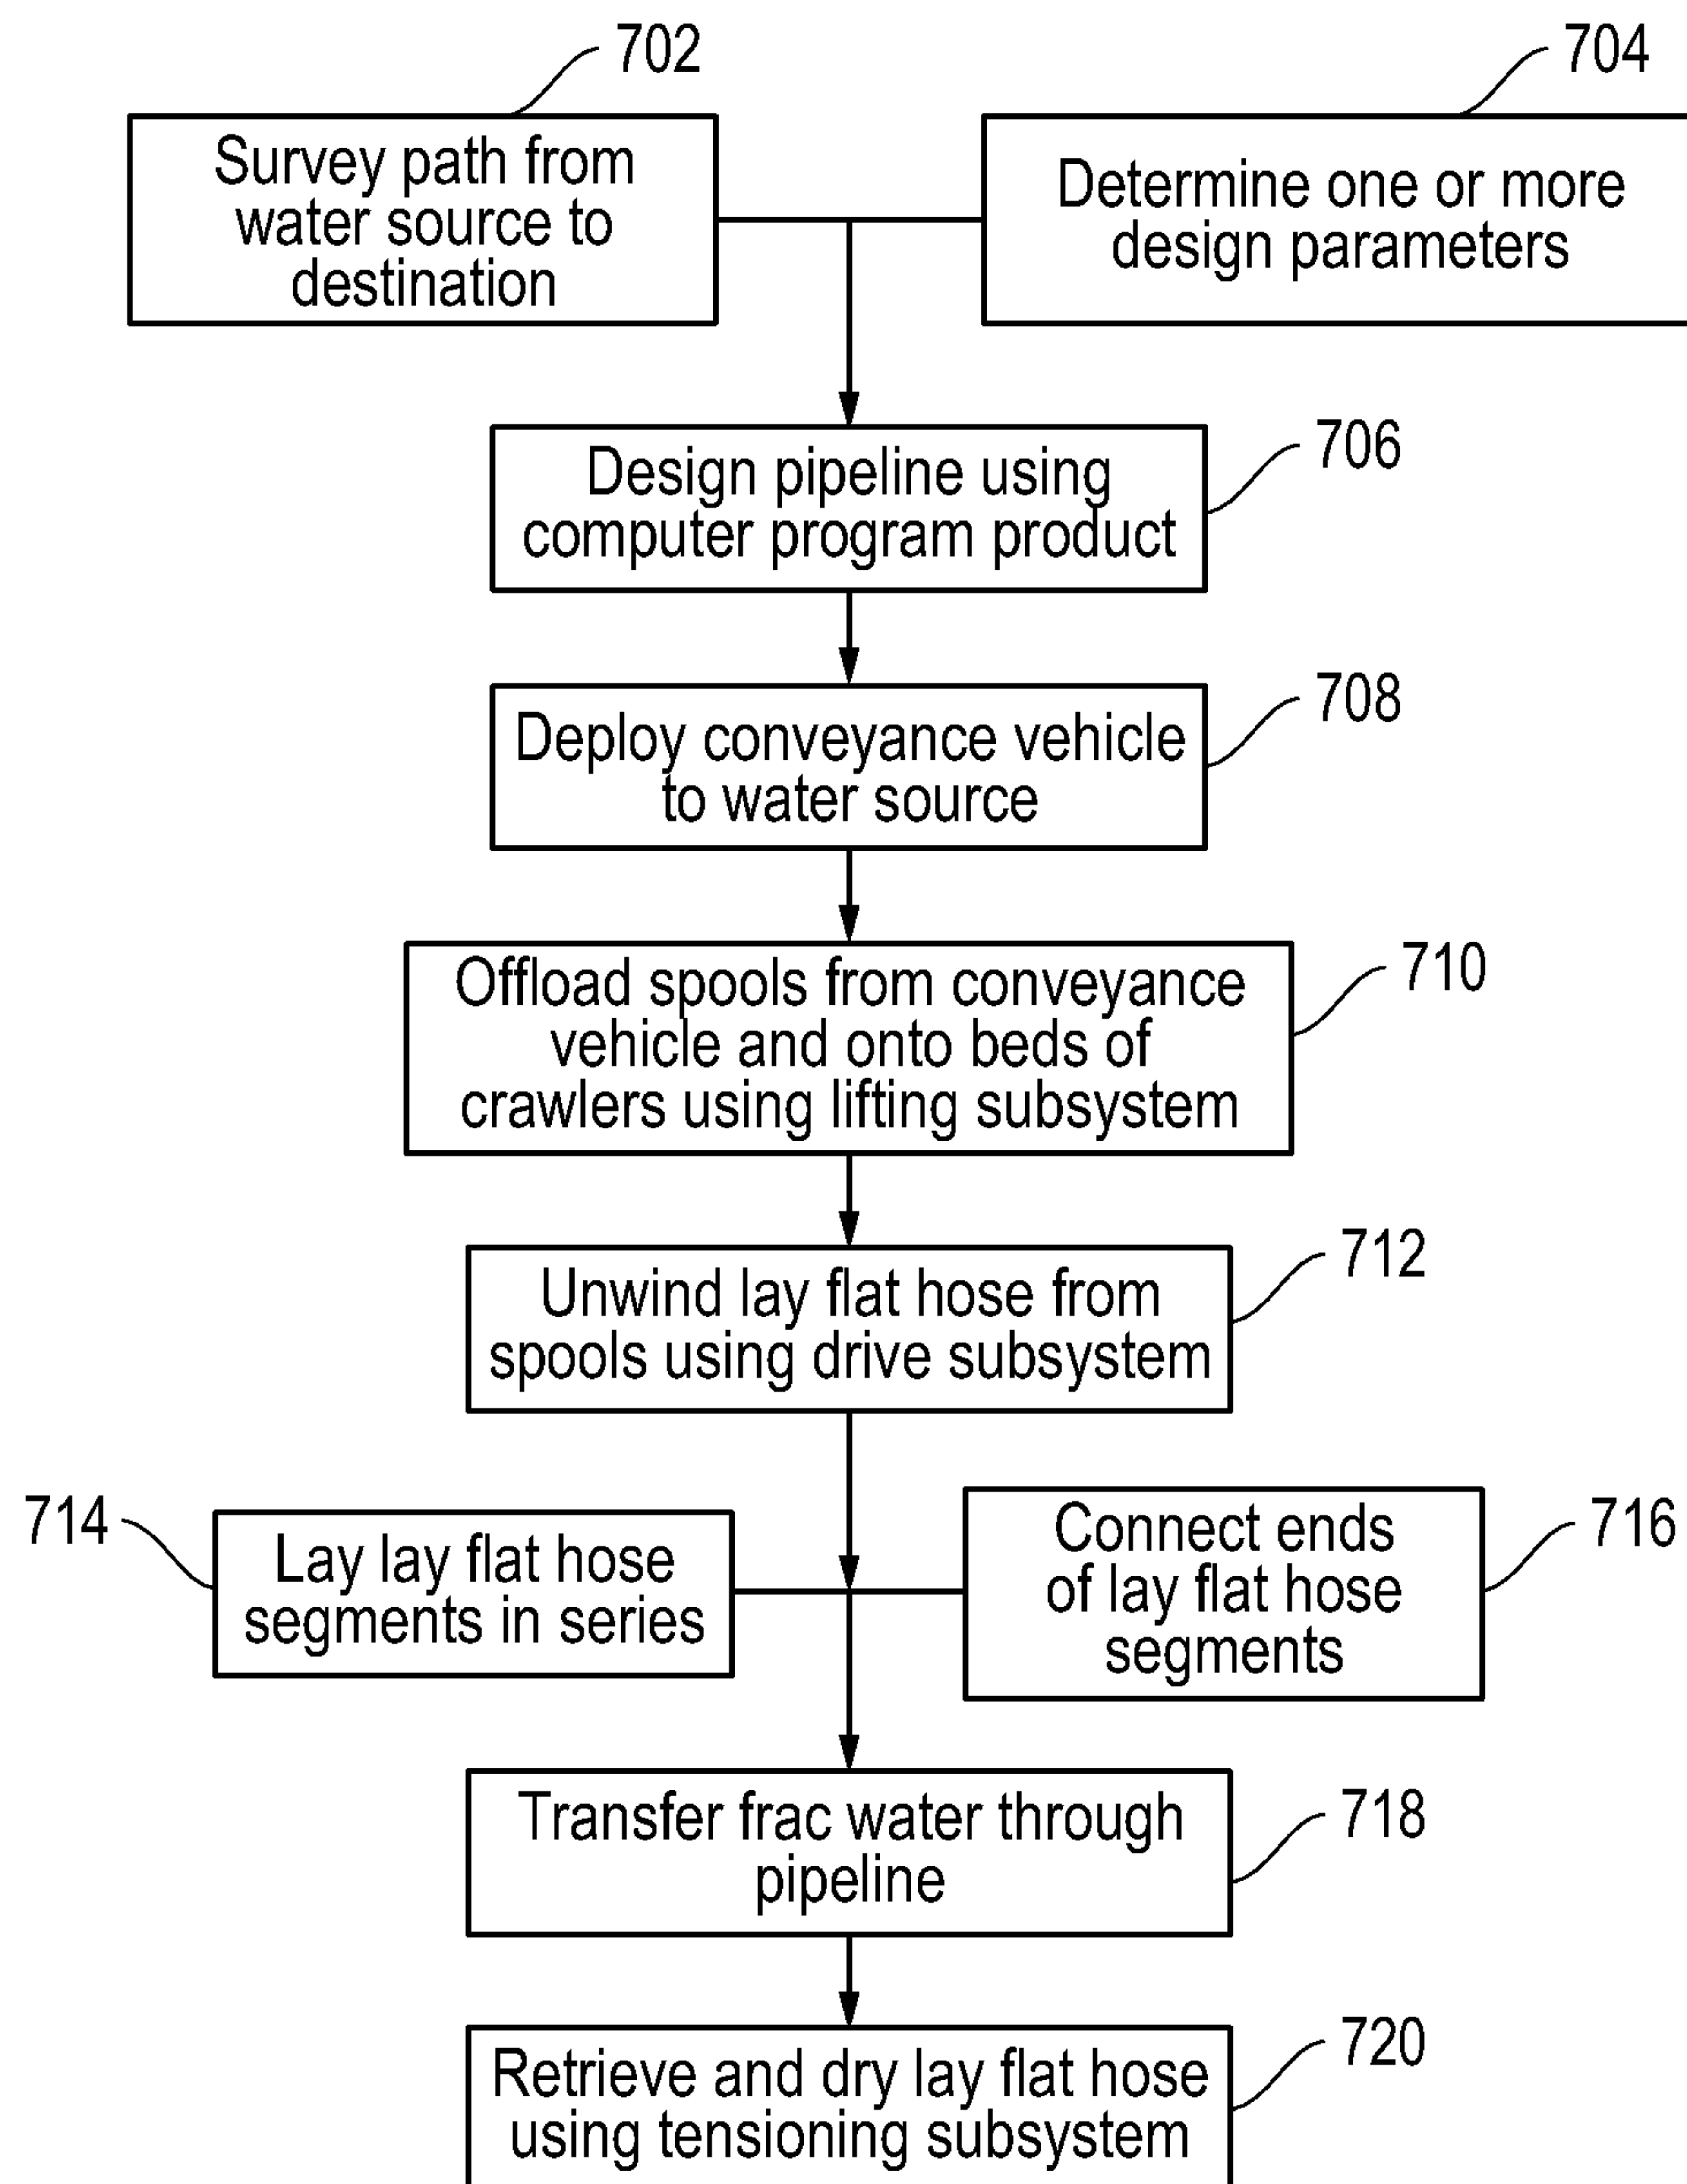 702
704
Survey path from
water source to
destination
Determine one or more
design parameters
706
Design pipeline using
computer program product
708
Deploy conveyance vehicle
to water source
710
Offload spools from conveyance
vehicle and onto beds of
crawlers using lifting subsystem
712
Unwind lay flat hose from
spools using drive subsystem
714
Lay lay flat hose
segments in series
716
Connect ends
of lay flat hose
segments
718
Transfer frac water through
pipeline
720
Retrieve and dry lay flat hose
using tensioning subsystem